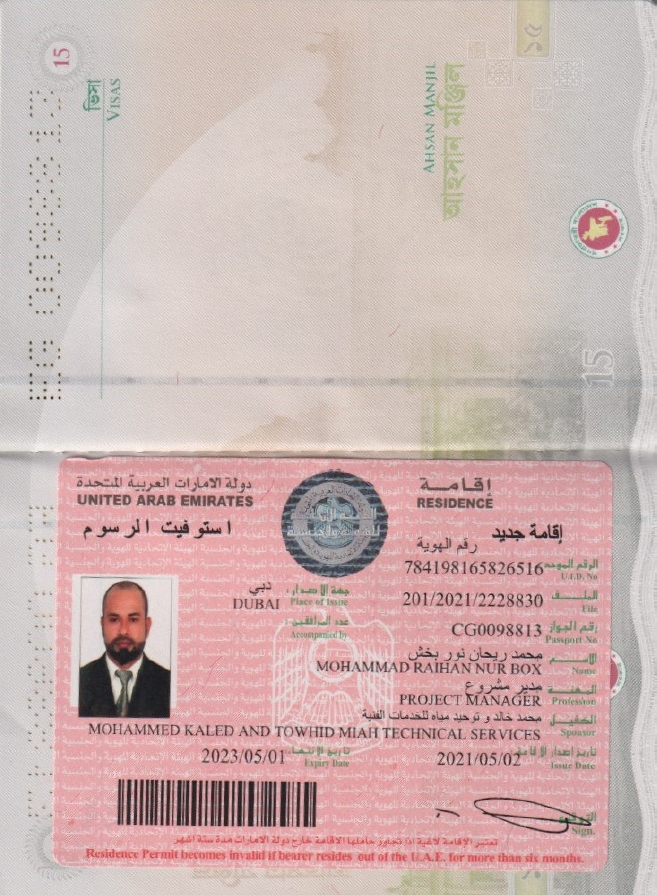 15
ভিসা
VISAS
AHSAN MANJIL
আহসান মঞ্জিল
১৫
15
دولة الامارات العربية المتحدة
UNITED ARAB EMIRATES
إقامة
RESIDENCE
استوفيت الرسوم
إقامة جديد
رقم الهوية
784198165826516 الرقم الموحد
U.I.D. No
دبي جهة الاصدار
DUBAI Place of Issue
201/2021/2228830 الملف
File
عدد المرافقين
Accompanied by
CG0098813 رقم الجواز
Passport No
محمد ريحان نور بخش الاسم
MOHAMMAD RAIHAN NUR BOX Name
مدير مشروع المهنة
PROJECT MANAGER Profession
محمد خالد و توحيد مياه للخدمات الفنية الكفيل
Sponsor
MOHAMMED KALED AND TOWHID MIAH TECHNICAL SERVICES
2023/05/01 تاريخ الانتهاء
Expiry Date
2021/05/02 تاريخ اصدار الاقامة
Issue Date
التوقيع
Sign.
تعتبر الإقامة لاغية اذا تجاوز حاملها الاقامة خارج دولة الامارات مدة ستة اشهر
Residence Permit becomes invalid if bearer resides out of the U.A.E. for more than six months.